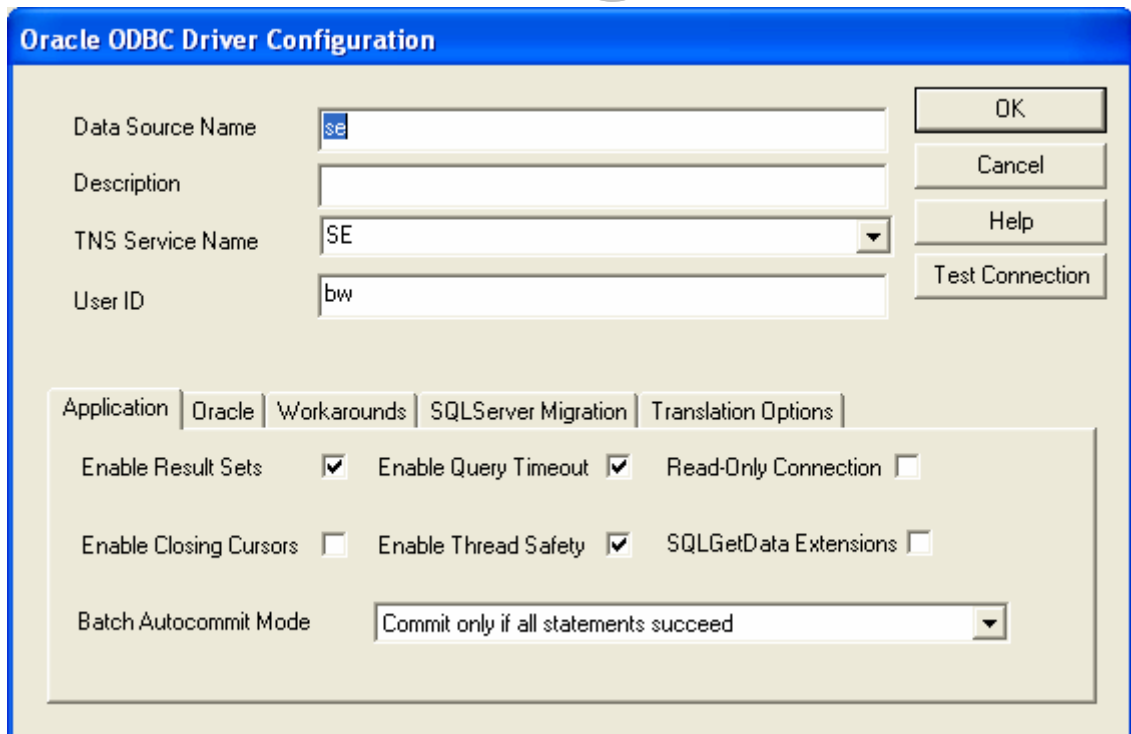 Oracle ODBC Driver Configuration
Data Source Name se OK
Description Cancel
TNS Service Name SE Help
User ID bw Test Connection
Application Oracle Workarounds SQLServer Migration Translation Options
Enable Result Sets Enable Query Timeout Read-Only Connection
Enable Closing Cursors Enable Thread Safety SQLGetData Extensions
Batch Autocommit Mode Commit only if all statements succeed